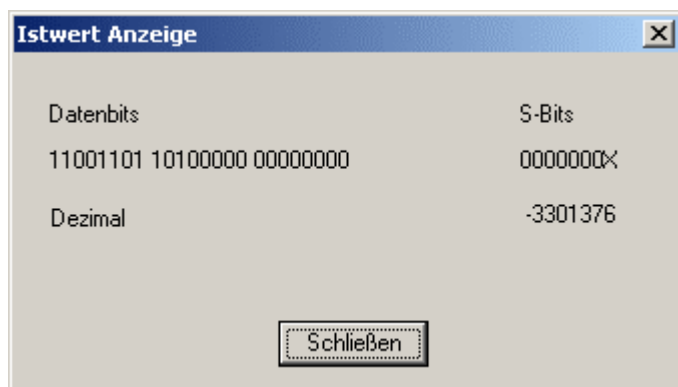 Istwert Anzeige
Datenbits S-Bits
11001101 10100000 00000000 0000000X
Dezimal -3301376
Schließen